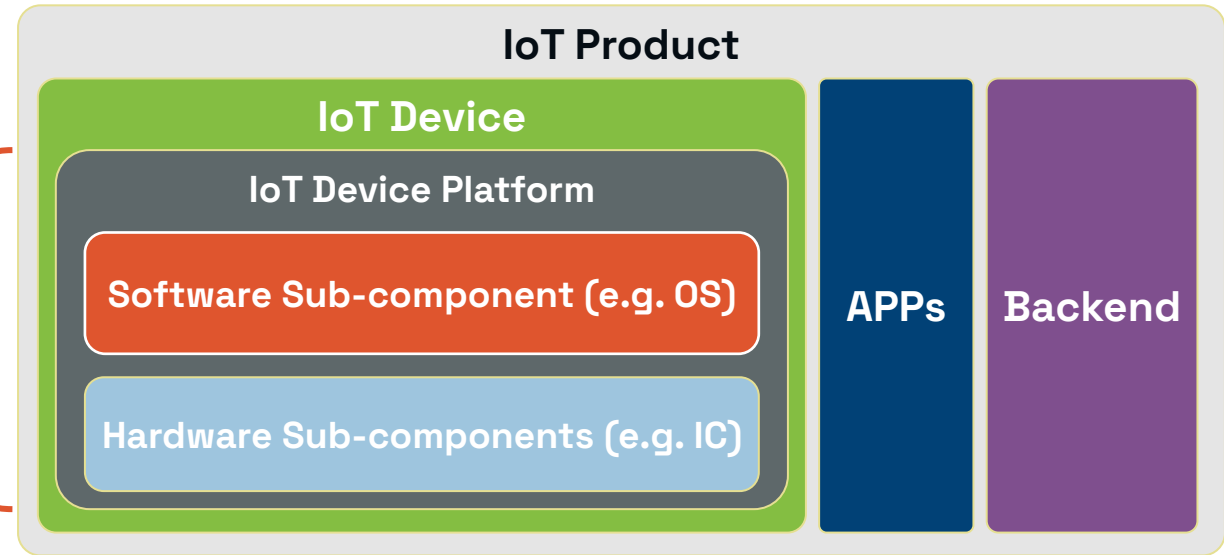 IoT Product
IoT Device
IoT Device Platform
Software Sub-component (e.g. OS)
Hardware Sub-components (e.g. IC)
APPs
Backend